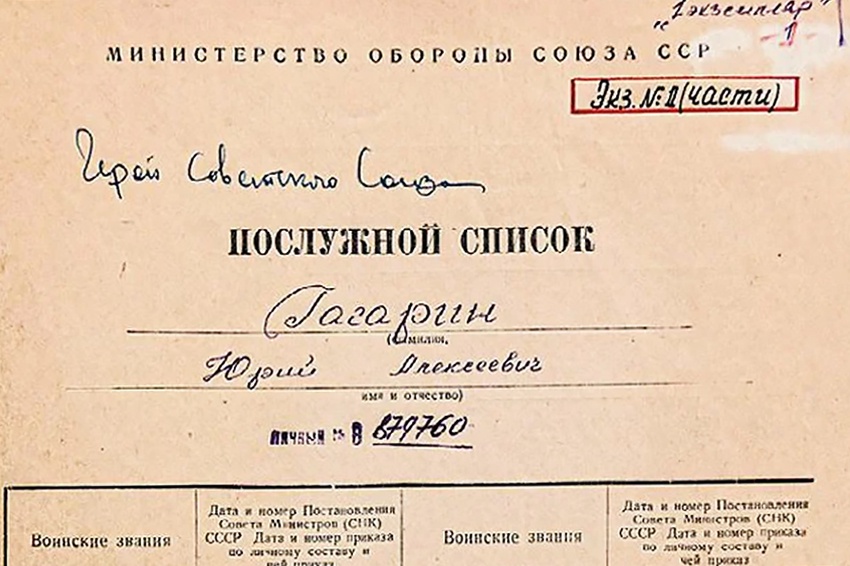 "1экземпляр"
1
МИНИСТЕРСТВО ОБОРОНЫ СОЮЗА ССР
Экз. №1 (части)
Герой Советского Союза
ПОСЛУЖНОЙ СПИСОК
Гагарин
(фамилия,
Юрий Алексеевич
имя и отчество)
ЛИЧНЫЙ № В 879760
Воинские звания
Дата и номер Постановления
Совета Министров (СНК)
СССР Дата и номер приказа
по личному составу и
чей приказ
Воинские звания
Дата и номер Постановления
Совета Министров (СНК)
СССР Дата и номер приказа
по личному составу и
чей приказ